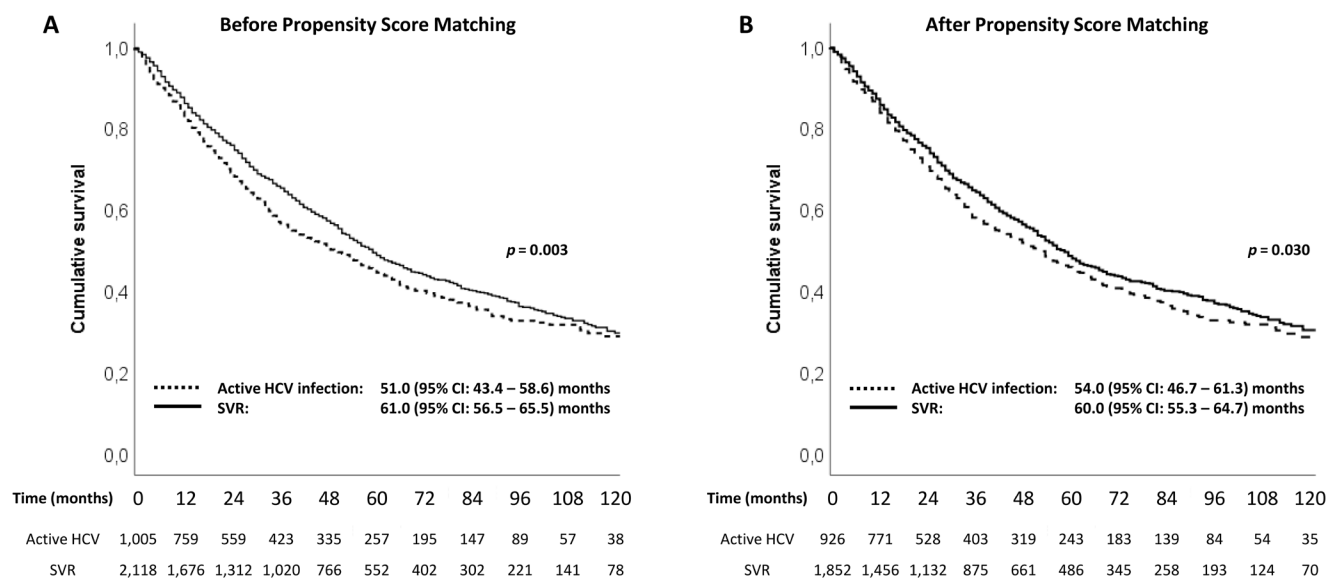 A
Before Propensity Score Matching
1,0
0,8
0,6
0,4
0,2
0,0
Cumulative survival
p = 0.003
Active HCV infection: 51.0 (95% CI: 43.4 – 58.6) months
SVR: 61.0 (95% CI: 56.5 – 65.5) months
Time (months) 0 12 24 36 48 60 72 84 96 108 120
Active HCV 1,005 759 559 423 335 257 195 147 89 57 38
SVR 2,118 1,676 1,312 1,020 766 552 402 302 221 141 78
B
After Propensity Score Matching
1,0
0,8
0,6
0,4
0,2
0,0
Cumulative survival
p = 0.030
Active HCV infection: 54.0 (95% CI: 46.7 – 61.3) months
SVR: 60.0 (95% CI: 55.3 – 64.7) months
Time (months) 0 12 24 36 48 60 72 84 96 108 120
Active HCV 926 771 528 403 319 243 183 139 84 54 35
SVR 1,852 1,456 1,132 875 661 486 345 258 193 124 70